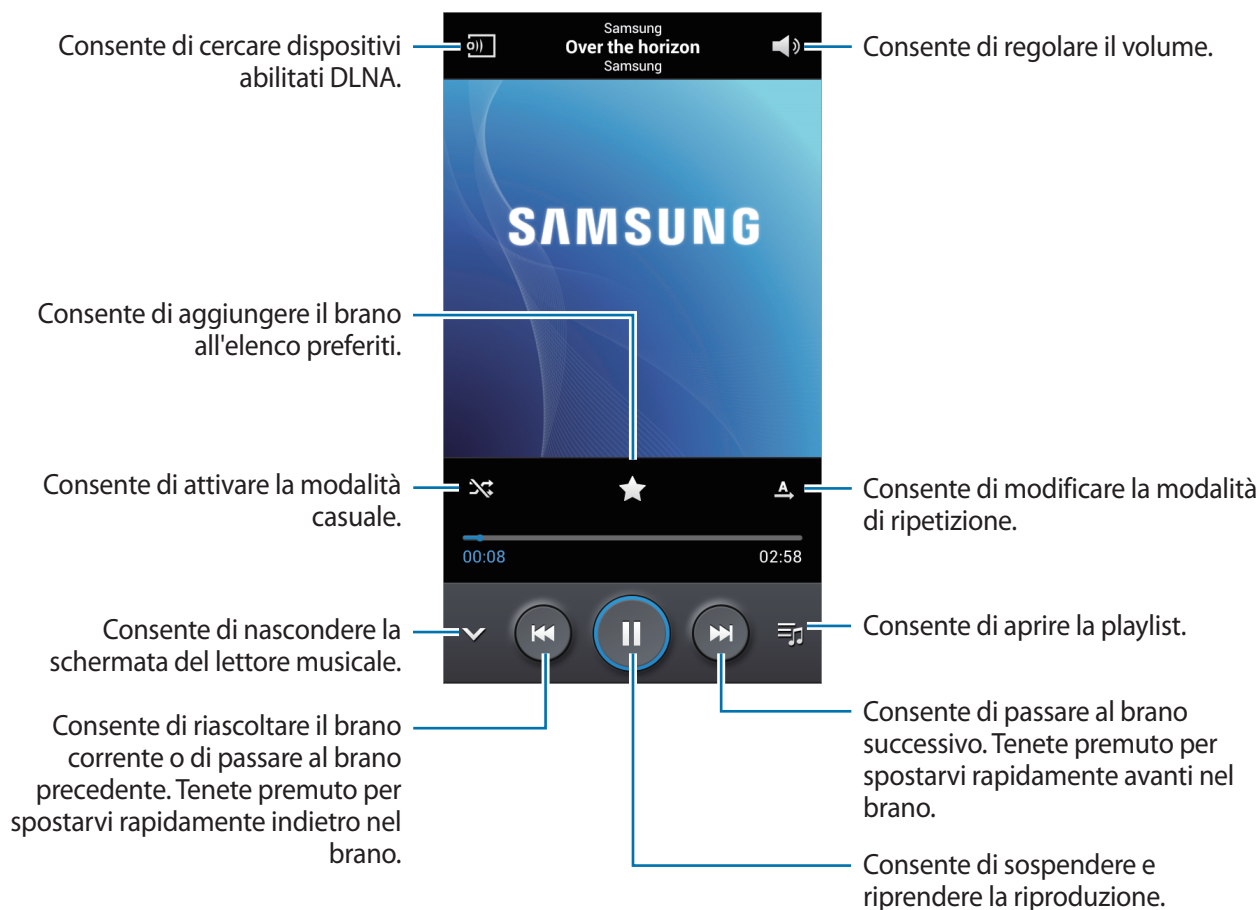 Consente di cercare dispositivi
abilitati DLNA.
Samsung
Over the horizon
Samsung
Consente di regolare il volume.
SAMSUNG
Consente di aggiungere il brano
all'elenco preferiti.
Consente di attivare la modalità
casuale.
A
Consente di modificare la modalità
di ripetizione.
00:08
02:58
Consente di nascondere la
schermata del lettore musicale.
Consente di aprire la playlist.
Consente di riascoltare il brano
corrente o di passare al brano
precedente. Tenete premuto per
spostarvi rapidamente indietro nel
brano.
Consente di passare al brano
successivo. Tenete premuto per
spostarvi rapidamente avanti nel
brano.
Consente di sospendere e
riprendere la riproduzione.